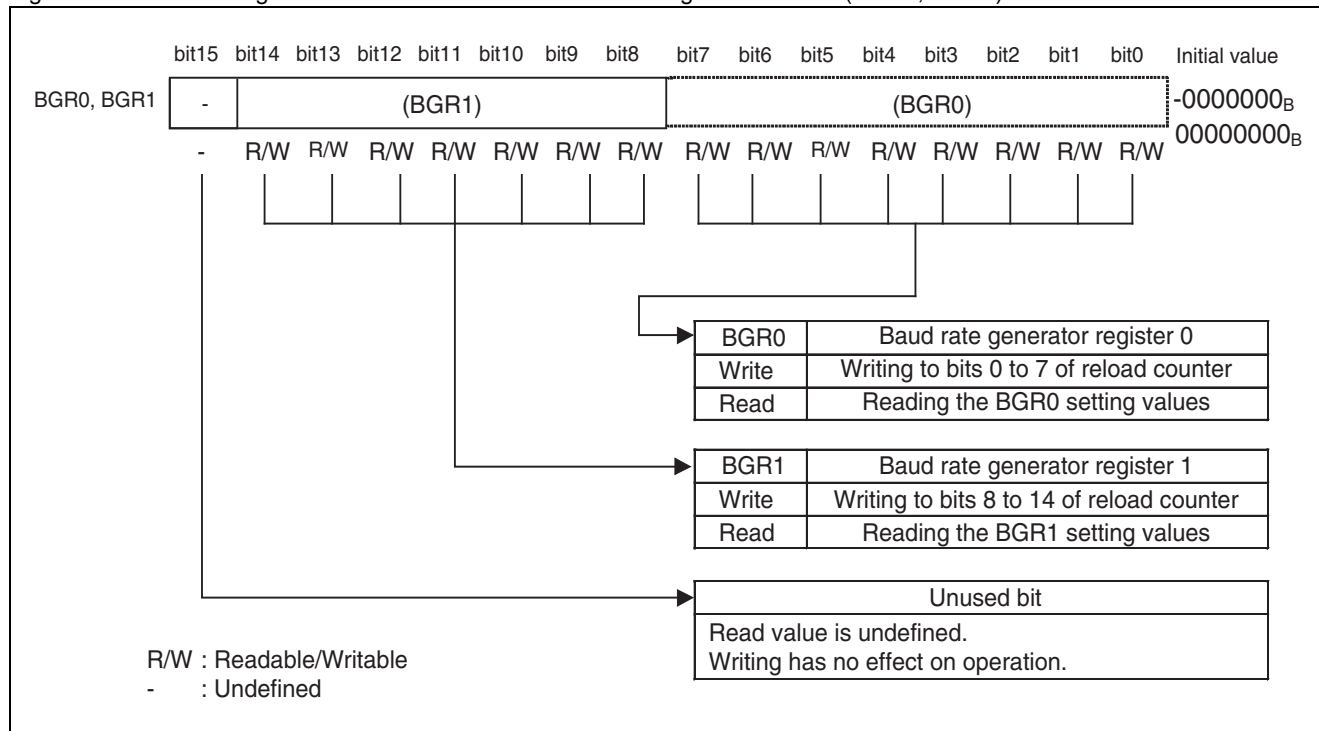 bit15 bit14 bit13 bit12 bit11 bit10 bit9 bit8 bit7 bit6 bit5 bit4 bit3 bit2 bit1 bit0 Initial value
BGR0, BGR1 - (BGR1) (BGR0) -0000000B
00000000B
- R/W R/W R/W R/W R/W R/W R/W R/W R/W R/W R/W R/W R/W R/W R/W
BGR0 Baud rate generator register 0
Write Writing to bits 0 to 7 of reload counter
Read Reading the BGR0 setting values
BGR1 Baud rate generator register 1
Write Writing to bits 8 to 14 of reload counter
Read Reading the BGR1 setting values
Unused bit
Read value is undefined.
Writing has no effect on operation.
R/W : Readable/Writable
- : Undefined